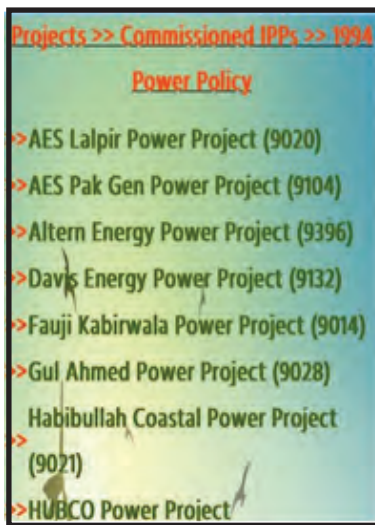 Projects >> Commissioned IPPs >> 1994
Power Policy
>>AES Lalpir Power Project (9020)
>>AES Pak Gen Power Project (9104)
>>Altern Energy Power Project (9396)
>>Davis Energy Power Project (9132)
>>Fauji Kabirwala Power Project (9014)
>>Gul Ahmed Power Project (9028)
>>Habibullah Coastal Power Project
(9021)
>>HUBCO Power Project